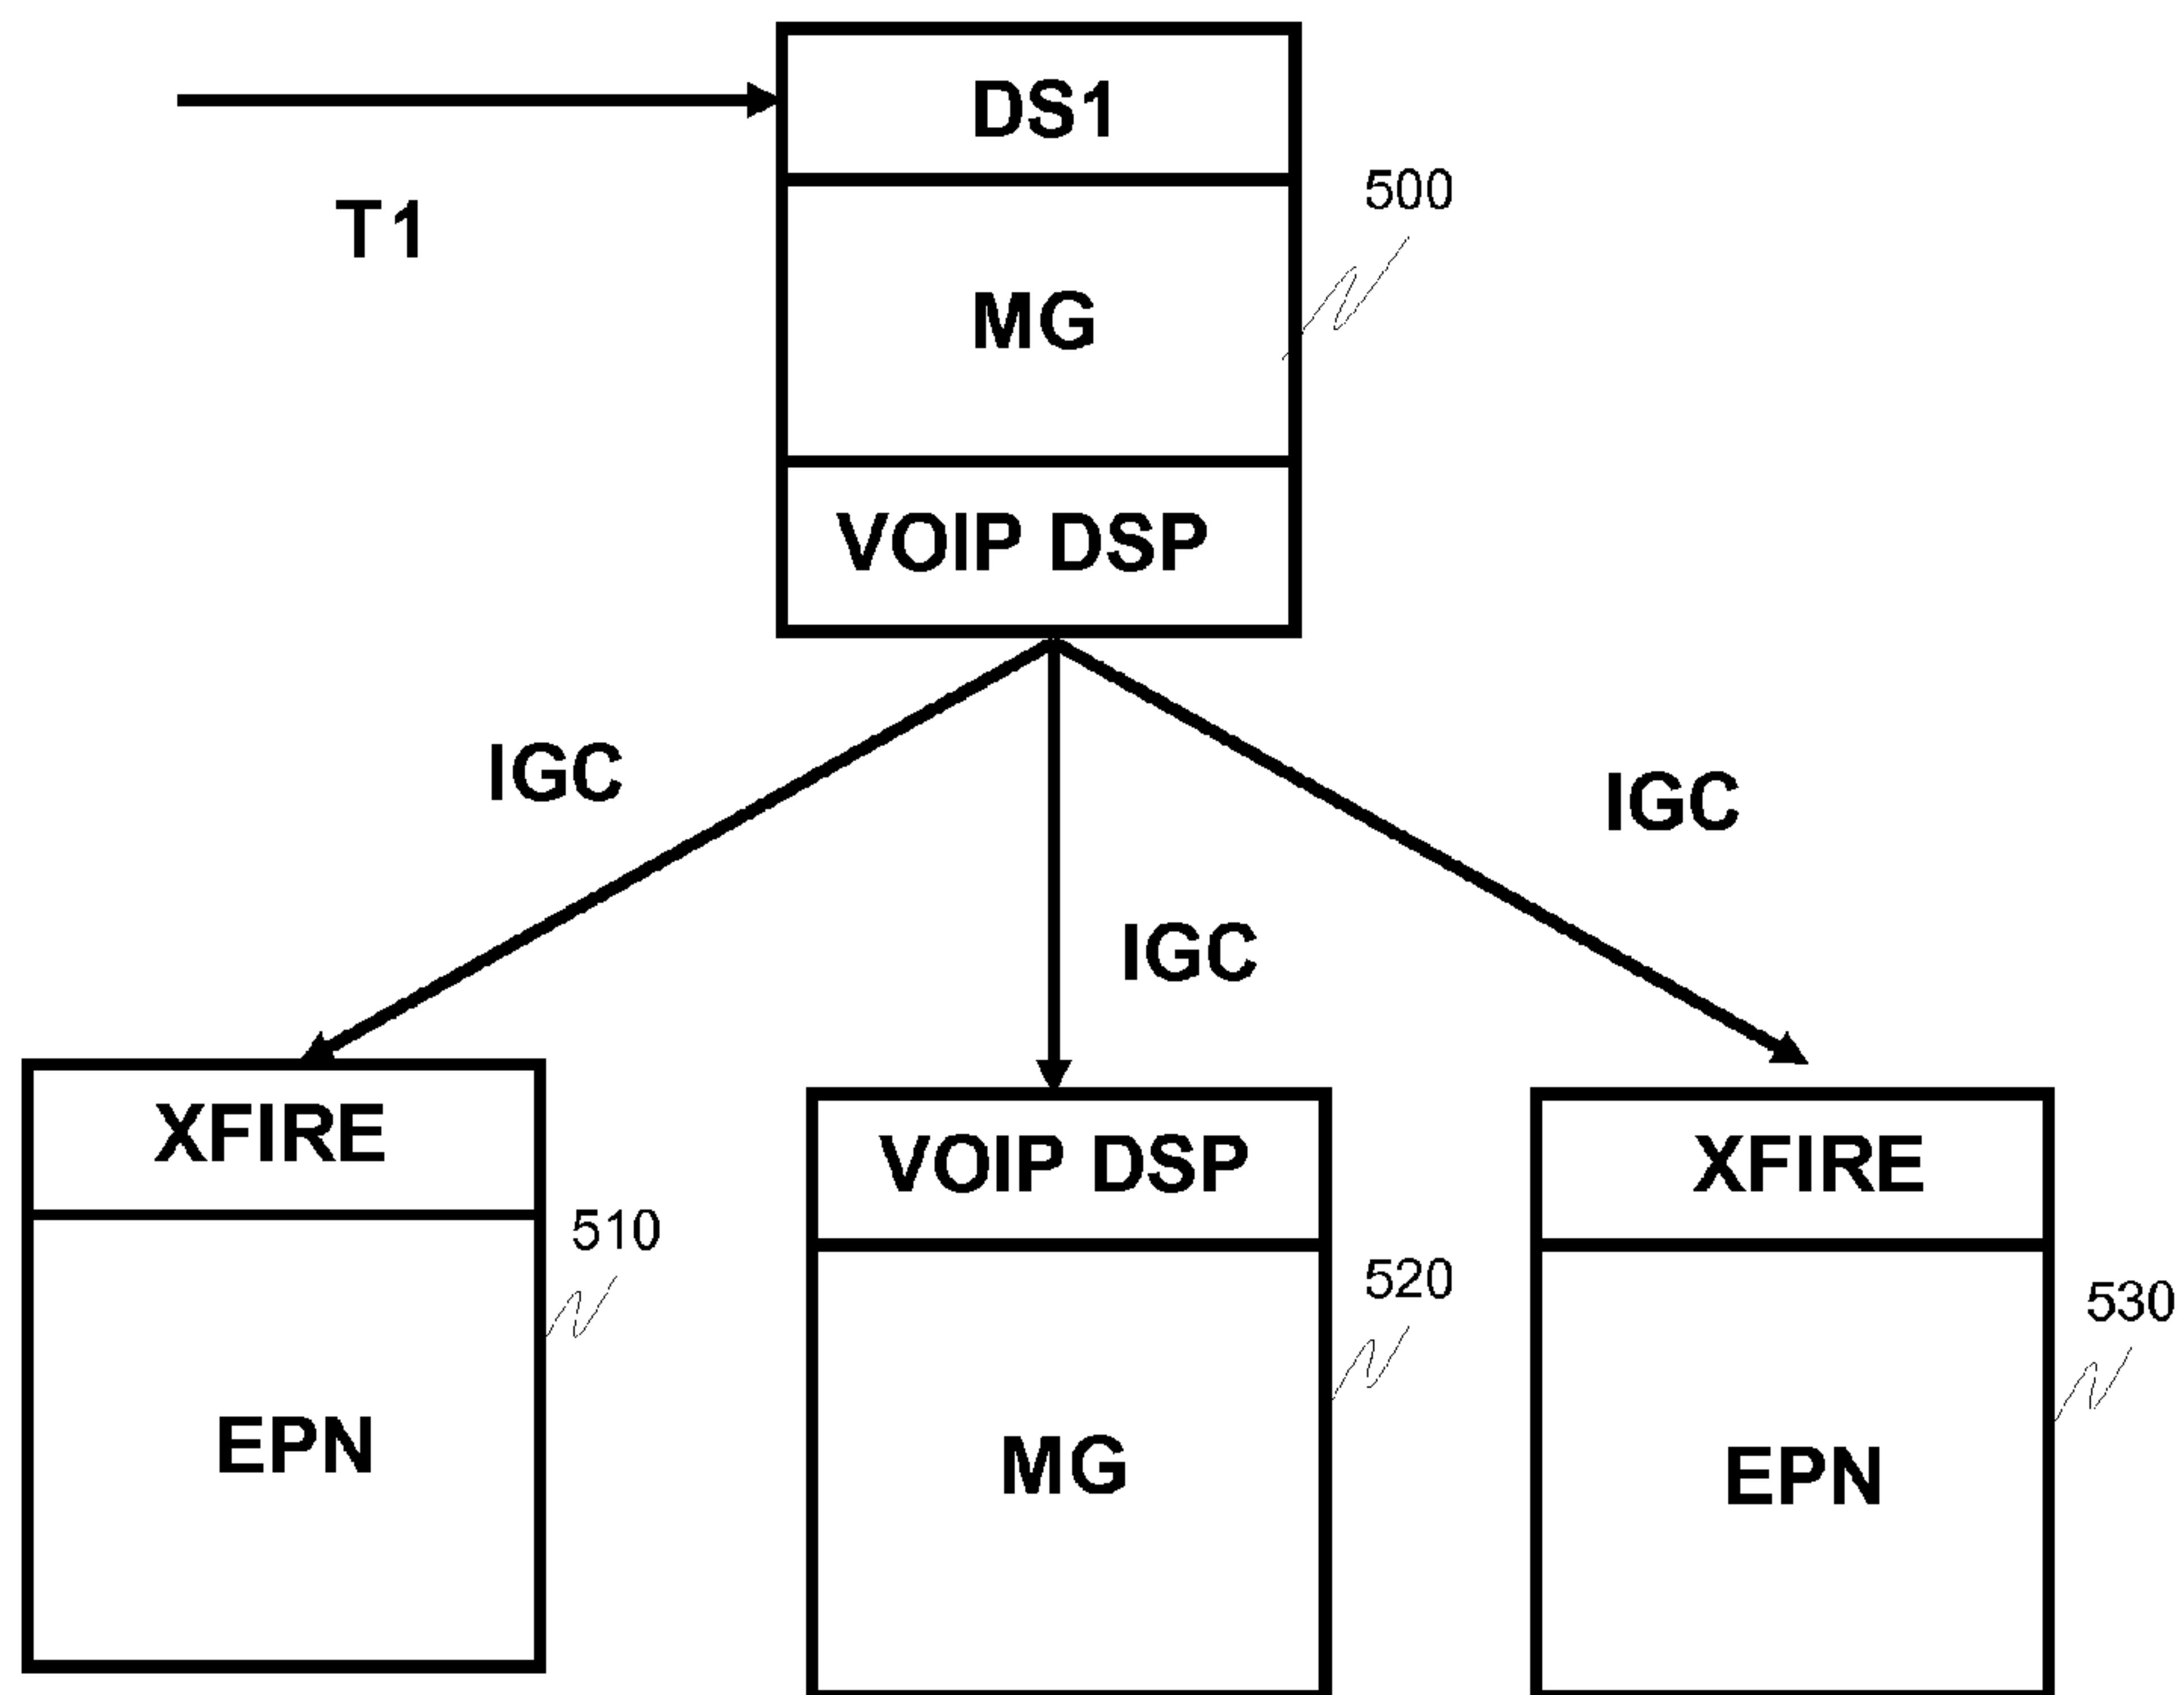 DS1
T1
500
MG
VOIP DSP
IGC
IGC
IGC
XFIRE
VOIP DSP
XFIRE
510
520
530
EPN
MG
EPN